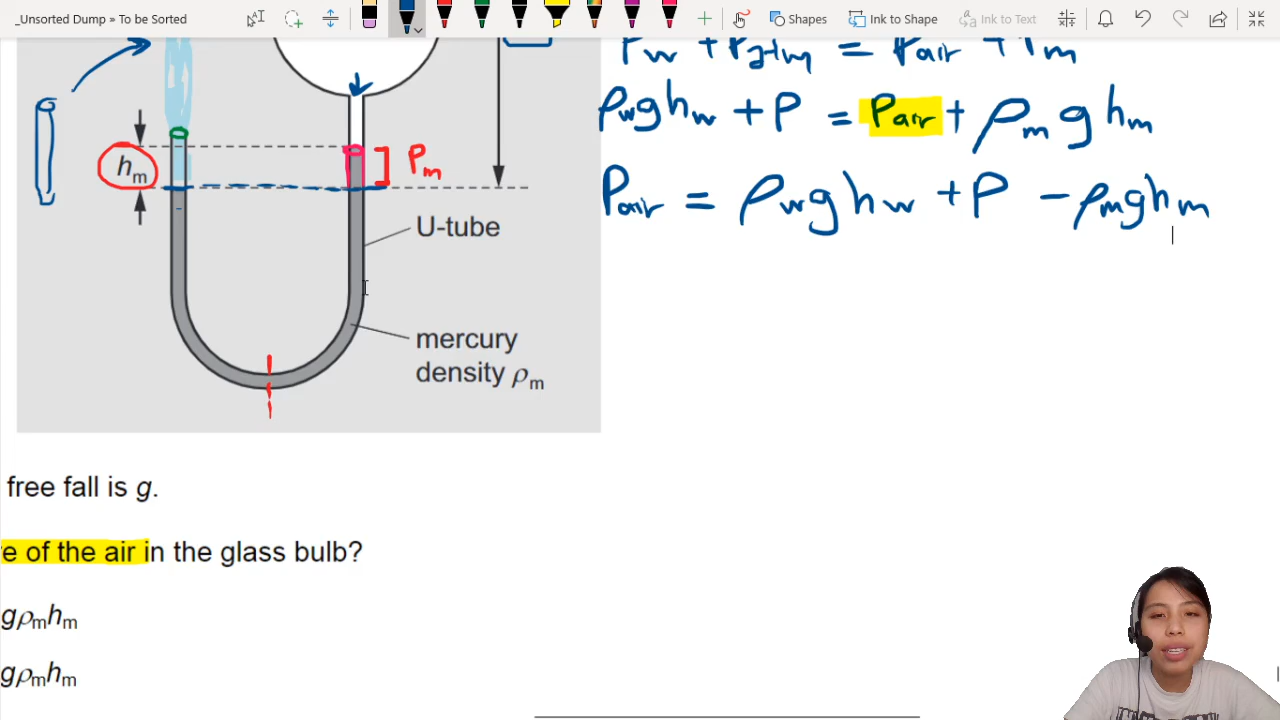 _Unsorted Dump » To be Sorted
Shapes
Ink to Shape
Ink to Text
Pw + Patm = Pair + Pm
ρwghw + P = Pair + ρm g hm
hm
Pm
Pair = ρwghw + P − ρmghm
U-tube
mercury
density ρm
free fall is g.
e of the air in the glass bulb?
gρmhm
gρmhm